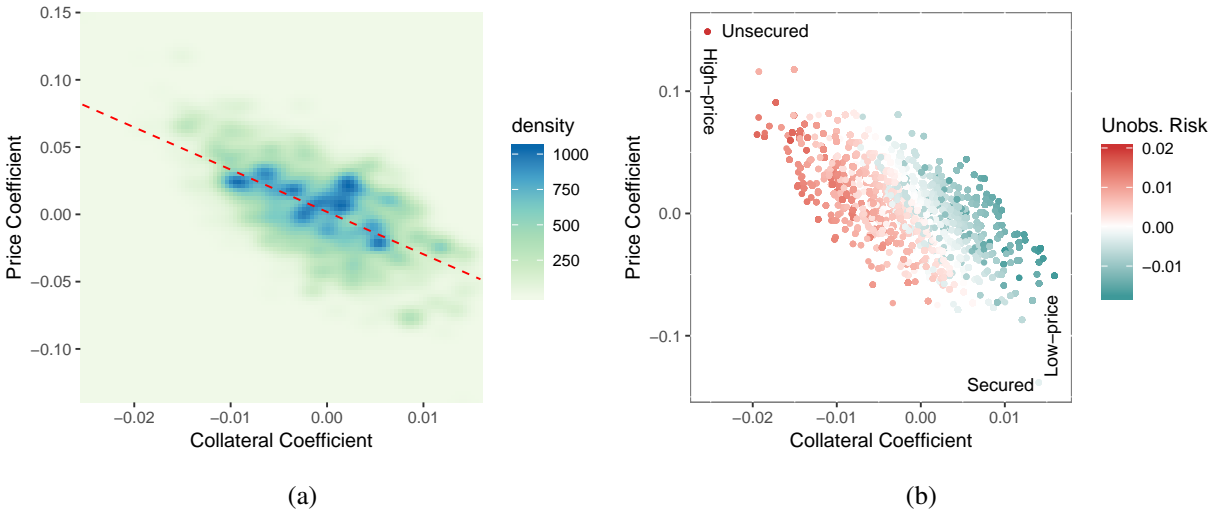 0.15
0.10
0.05
0.00
−0.05
−0.10
Price Coefficient
−0.02
−0.01
0.00
0.01
Collateral Coefficient
density
1000
750
500
250
(a)
Unsecured
High−price
0.1
0.0
−0.1
Price Coefficient
Low−price
Secured
−0.02
−0.01
0.00
0.01
Collateral Coefficient
Unobs. Risk
0.02
0.01
0.00
−0.01
(b)